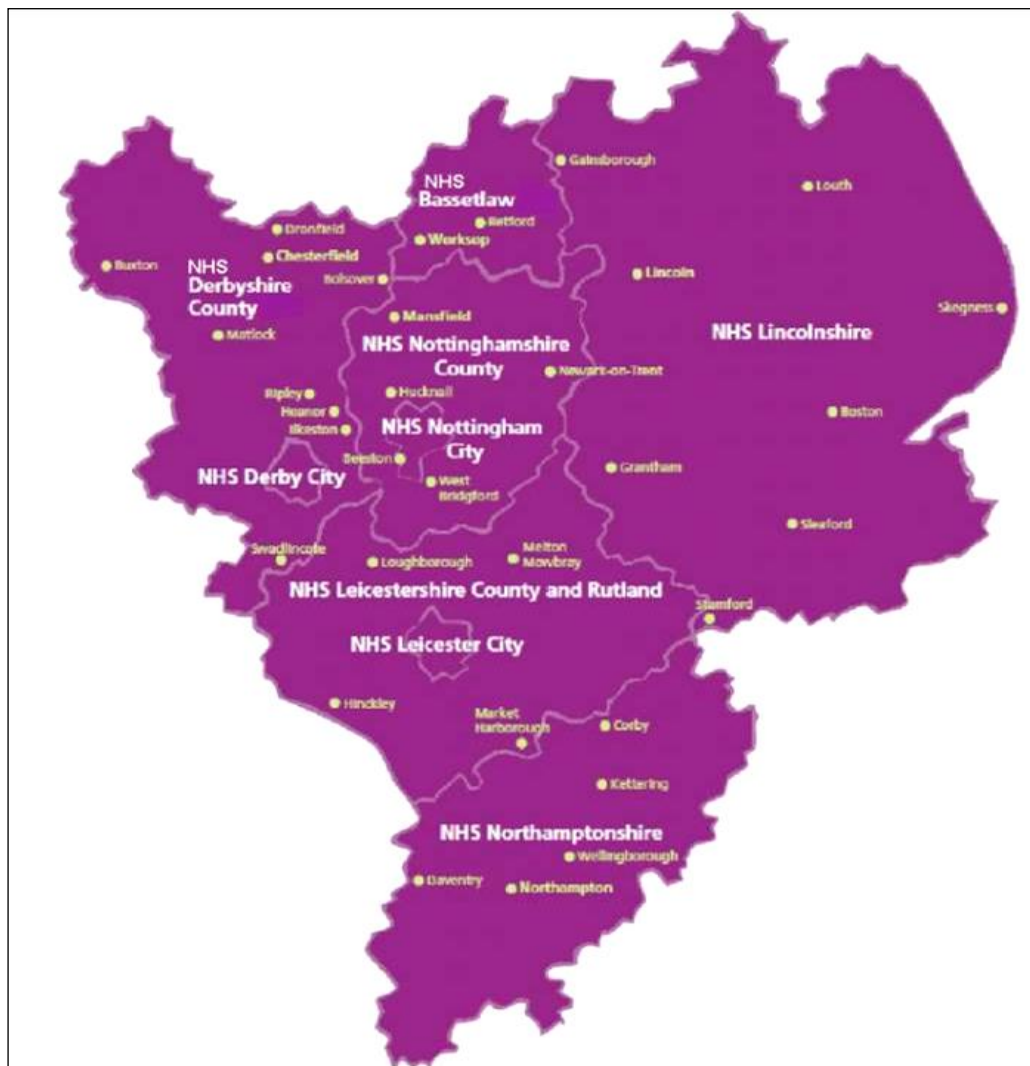 Gainsborough
Louth
NHS
Bassetlaw
Retford
Worksop
Dronfield
Chesterfield
Buxton
Bolsover
Lincoln
NHS
Derbyshire
County
Skegness
Mansfield
Matlock
NHS Lincolnshire
NHS Nottinghamshire
County
Newark-on-Trent
Ripley
Hucknall
Heanor
Boston
Ilkeston
NHS Nottingham
City
Beeston
Grantham
NHS Derby City
West
Bridgford
Sleaford
Swadlincote
Loughborough
Melton
Mowbray
NHS Leicestershire County and Rutland
Stamford
NHS Leicester City
Hinckley
Market
Harborough
Corby
Kettering
NHS Northamptonshire
Wellingborough
Daventry
Northampton